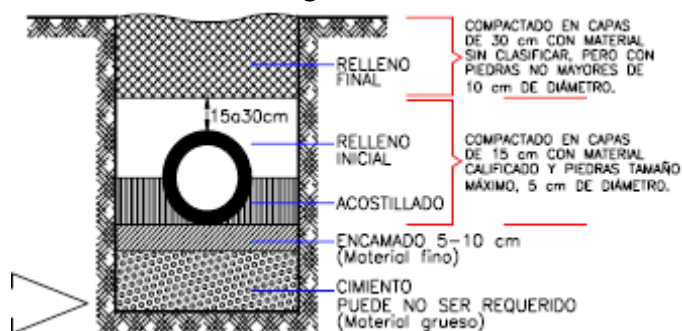 COMPACTADO EN CAPAS
DE 30 cm CON MATERIAL
SIN CLASIFICAR, PERO CON
PIEDRAS NO MAYORES DE
10 cm DE DIÁMETRO.
RELLENO
FINAL
15a30cm
RELLENO
INICIAL
COMPACTADO EN CAPAS
DE 15 cm CON MATERIAL
CALIFICADO Y PIEDRAS TAMAÑO
MÁXIMO, 5 cm DE DIÁMETRO.
ACOSTILLADO
ENCAMADO 5-10 cm
(Material fino)
CIMIENTO
PUEDE NO SER REQUERIDO
(Material grueso)